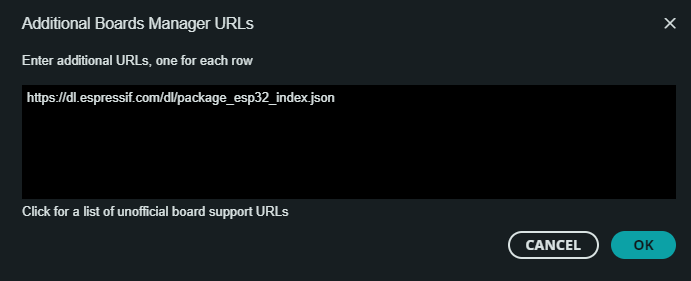 Additional Boards Manager URLs
Enter additional URLs, one for each row
https://dl.espressif.com/dl/package_esp32_index.json
Click for a list of unofficial board support URLs
CANCEL OK